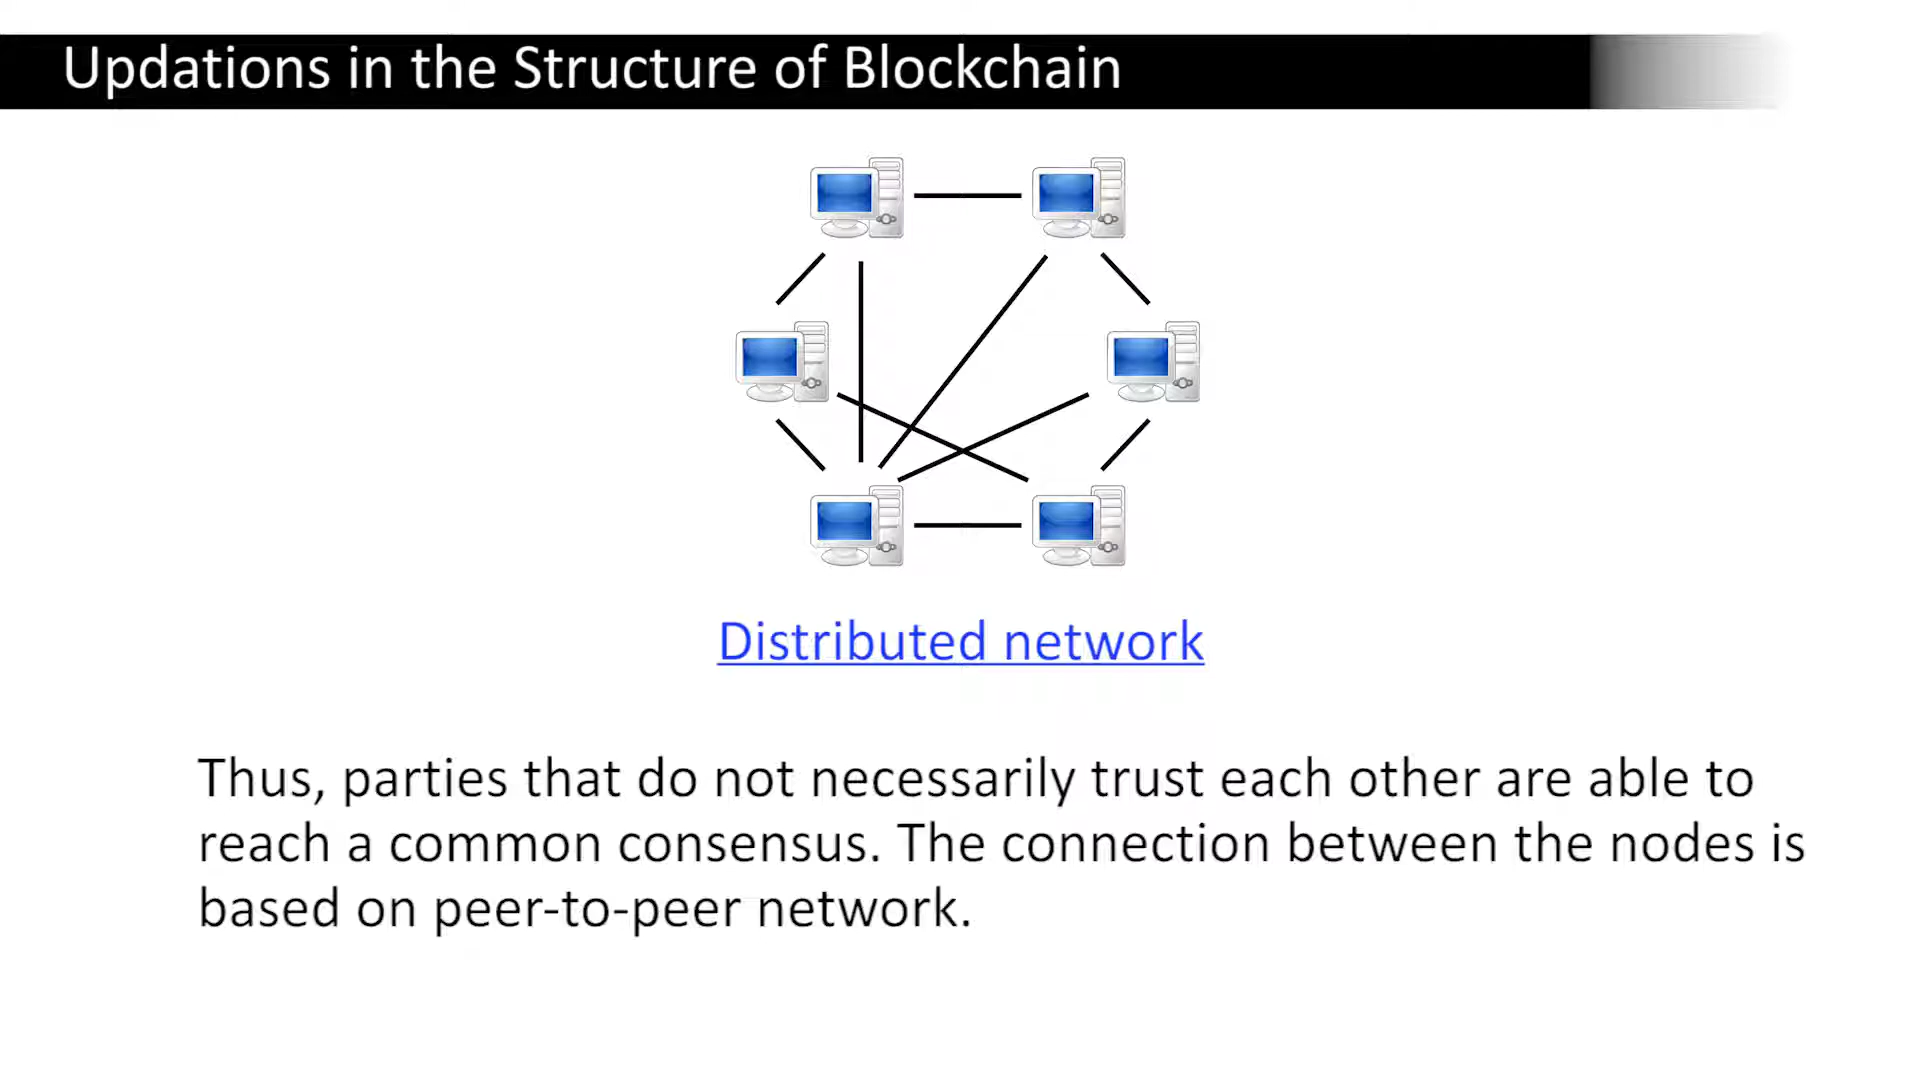 Updations in the Structure of Blockchain
Distributed network
Thus, parties that do not necessarily trust each other are able to
reach a common consensus. The connection between the nodes is
based on peer-to-peer network.